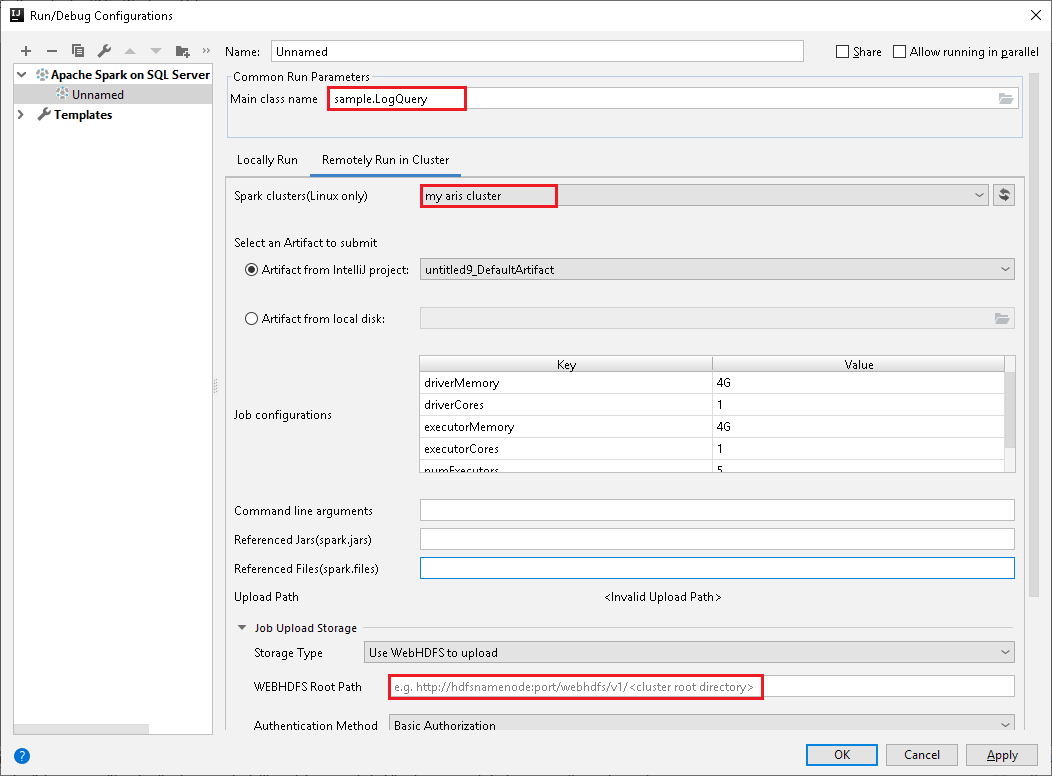 Run/Debug Configurations
Name: Unnamed Share Allow running in parallel
Apache Spark on SQL Server
Unnamed
Templates
Common Run Parameters
Main class name sample.LogQuery
Locally Run Remotely Run in Cluster
Spark clusters(Linux only) my aris cluster
Select an Artifact to submit
Artifact from IntelliJ project: untitled9_DefaultArtifact
Artifact from local disk:
Job configurations
Key Value
driverMemory 4G
driverCores 1
executorMemory 4G
executorCores 1
numExecutors 5
Command line arguments
Referenced Jars(spark.jars)
Referenced Files(spark.files)
Upload Path <Invalid Upload Path>
Job Upload Storage
Storage Type Use WebHDFS to upload
WEBHDFS Root Path e.g. http://hdfsnamenode:port/webhdfs/v1/<cluster root directory>
Authentication Method Basic Authorization
? OK Cancel Apply